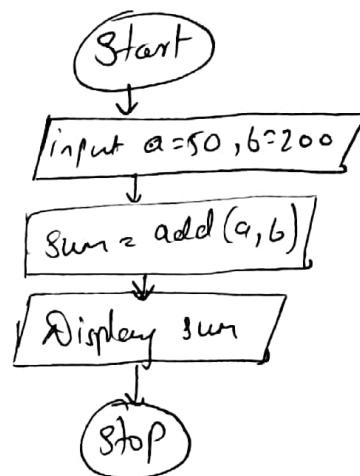 Start
input a=50, b=200
sum = add(a,b)
Display sum
Stop